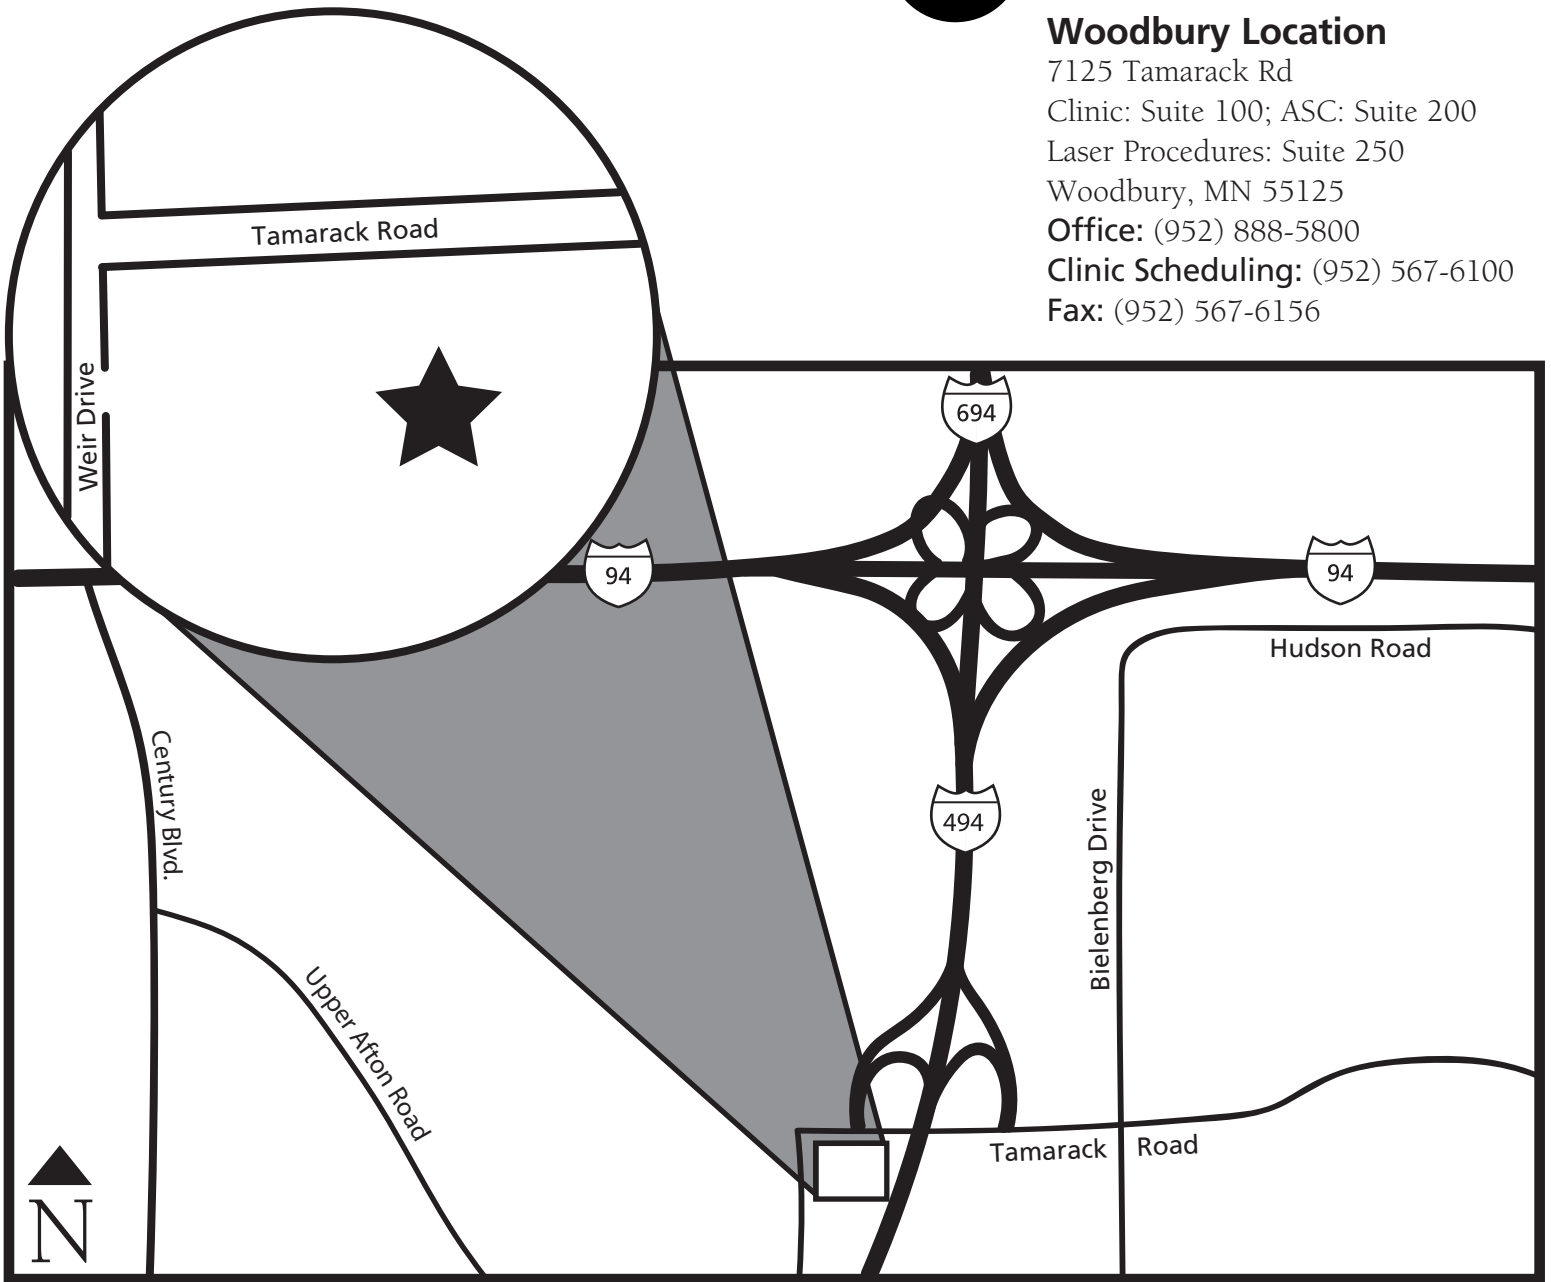 Woodbury Location
7125 Tamarack Rd
Clinic: Suite 100; ASC: Suite 200
Laser Procedures: Suite 250
Woodbury, MN 55125
Office: (952) 888-5800
Clinic Scheduling: (952) 567-6100
Fax: (952) 567-6156
Tamarack Road
Weir Drive
694
94
94
Hudson Road
Century Blvd.
494
Bielenberg Drive
Upper Afton Road
Tamarack Road
N